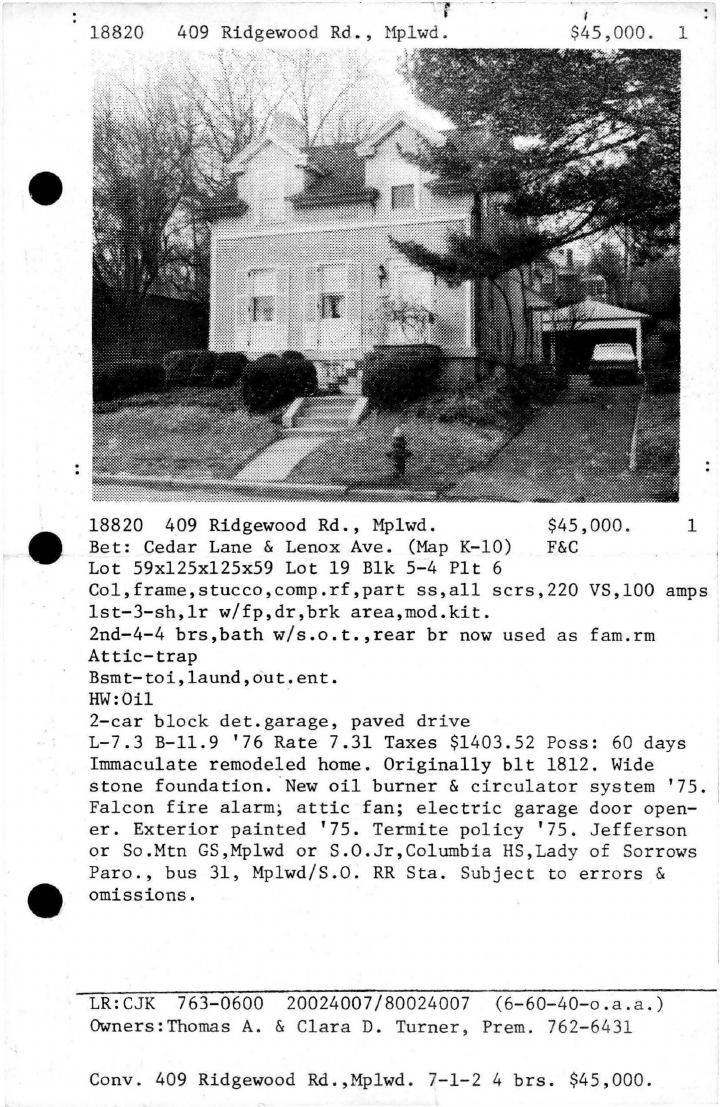 18820 409 Ridgewood Rd., Mplwd. $45,000. 1
18820 409 Ridgewood Rd., Mplwd. $45,000. 1
Bet: Cedar Lane & Lenox Ave. (Map K-10) F&C
Lot 59x125x125x59 Lot 19 Blk 5-4 Plt 6
Col,frame,stucco,comp.rf,part ss,all scrs,220 VS,100 amps
1st-3-sh,lr w/fp,dr,brk area,mod.kit.
2nd-4-4 brs,bath w/s.o.t.,rear br now used as fam.rm
Attic-trap
Bsmt-toi,laund,out.ent.
HW:Oil
2-car block det.garage, paved drive
L-7.3 B-11.9 '76 Rate 7.31 Taxes $1403.52 Poss: 60 days
Immaculate remodeled home. Originally blt 1812. Wide
stone foundation. New oil burner & circulator system '75.
Falcon fire alarm; attic fan; electric garage door open-
er. Exterior painted '75. Termite policy '75. Jefferson
or So.Mtn GS,Mplwd or S.O.Jr,Columbia HS,Lady of Sorrows
Paro., bus 31, Mplwd/S.O. RR Sta. Subject to errors &
omissions.
LR:CJK 763-0600 20024007/80024007 (6-60-40-o.a.a.)
Owners:Thomas A. & Clara D. Turner, Prem. 762-6431
Conv. 409 Ridgewood Rd.,Mplwd. 7-1-2 4 brs. $45,000.